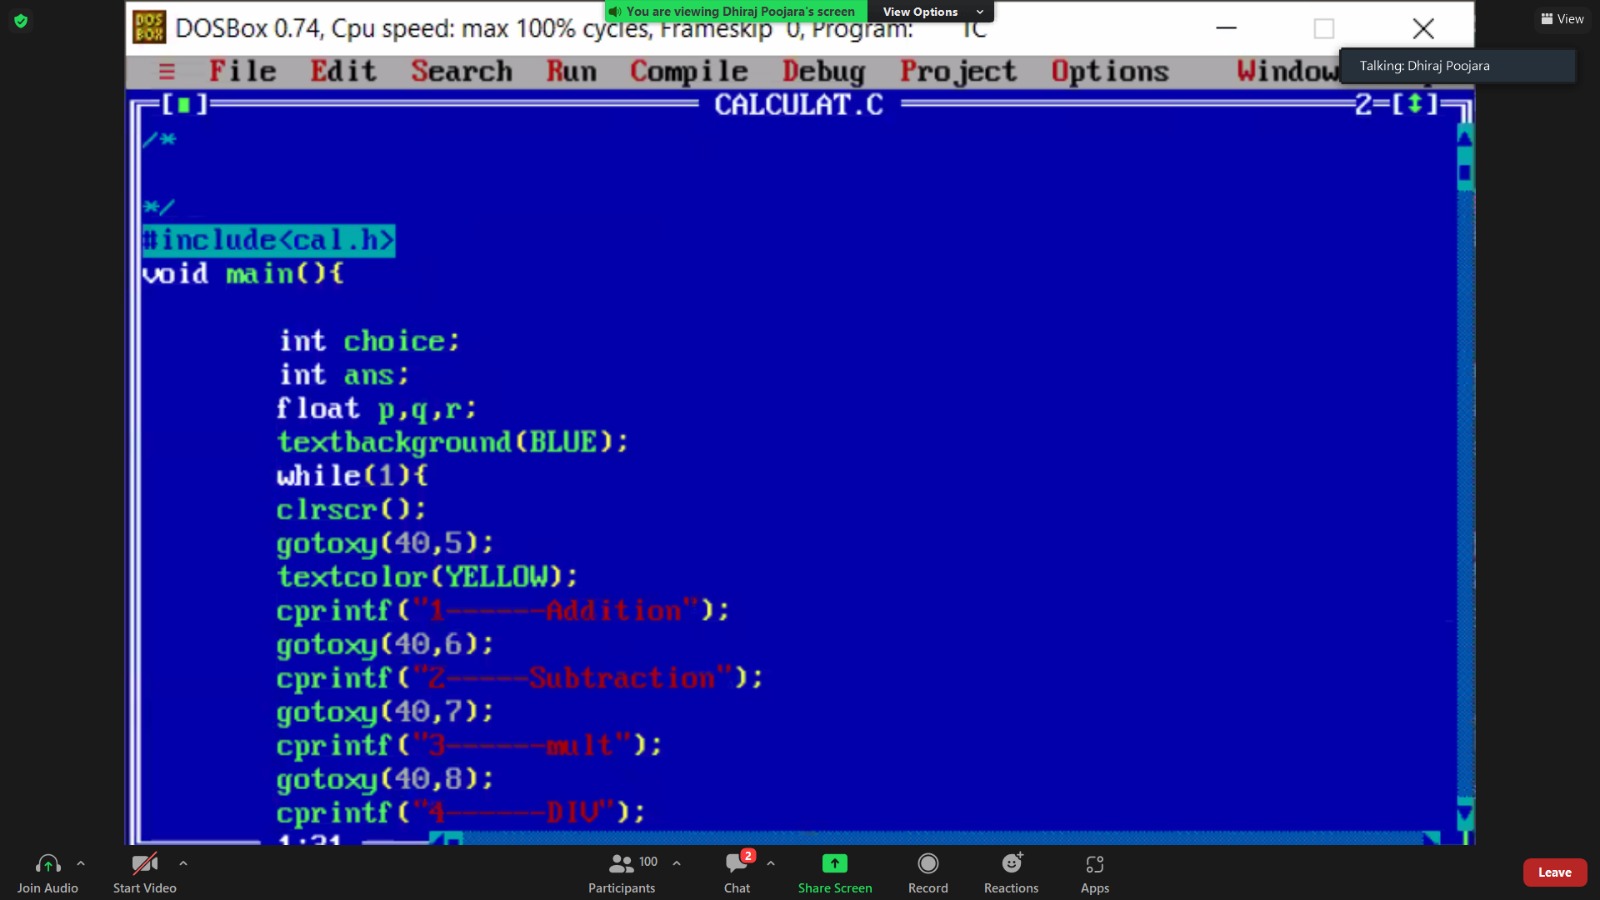 You are viewing Dhiraj Poojara's screen View Options
View
DOSBox 0.74, Cpu speed: max 100% cycles, Frameskip 0, Program: TC
Talking: Dhiraj Poojara
≡ File Edit Search Run Compile Debug Project Options Window
[■] CALCULAT.C 2=[↕]
/*
*/
#include<cal.h>
void main(){
int choice;
int ans;
float p,q,r;
textbackground(BLUE);
while(1){
clrscr();
gotoxy(40,5);
textcolor(YELLOW);
cprintf("1------Addition");
gotoxy(40,6);
cprintf("2-----Subtraction");
gotoxy(40,7);
cprintf("3------mult");
gotoxy(40,8);
cprintf("4------DIV");
1:31
Join Audio Start Video Participants 100 Chat 2 Share Screen Record Reactions Apps Leave